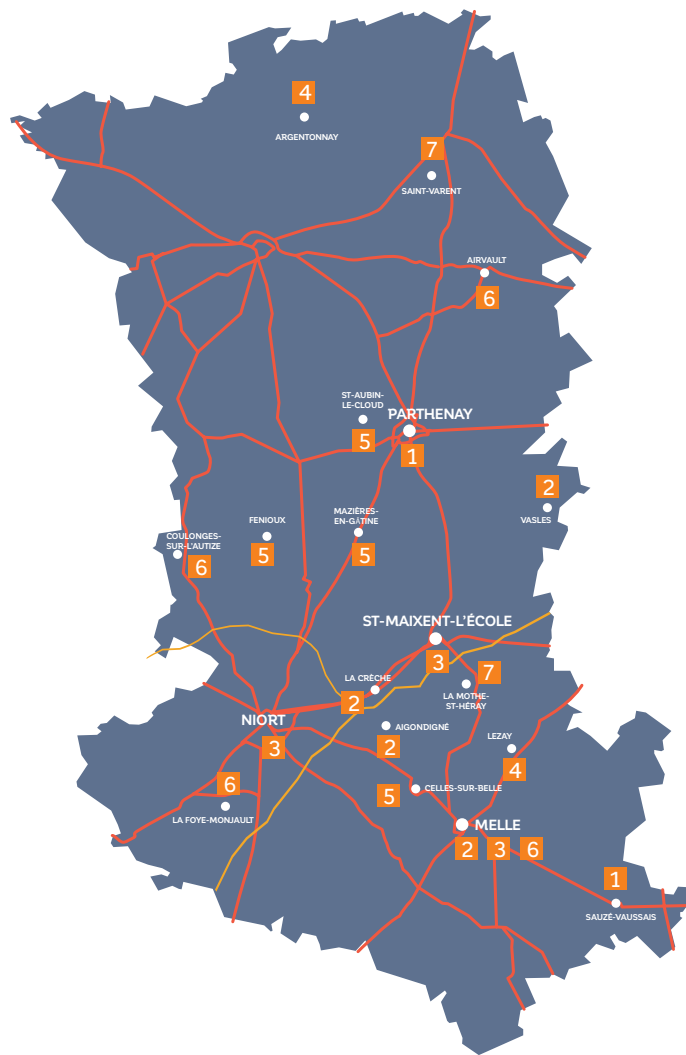 4
ARGENTONNAY
7
SAINT-VARENT
AIRVAULT
6
ST-AUBIN-
LE-CLOUD
PARTHENAY
5
1
2
VASLES
MAZIÈRES-
EN-GÂTINE
5
FENIOUX
5
COULONGES-
SUR-L'AUTIZE
6
ST-MAIXENT-L'ÉCOLE
3
7
LA MOTHE-
ST-HÉRAY
LA CRÈCHE
2
NIORT
3
AIGONDIGNÉ
2
LEZAY
4
6
LA FOYE-MONJAULT
5
CELLES-SUR-BELLE
MELLE
2
3
6
1
SAUZÉ-VAUSSAIS